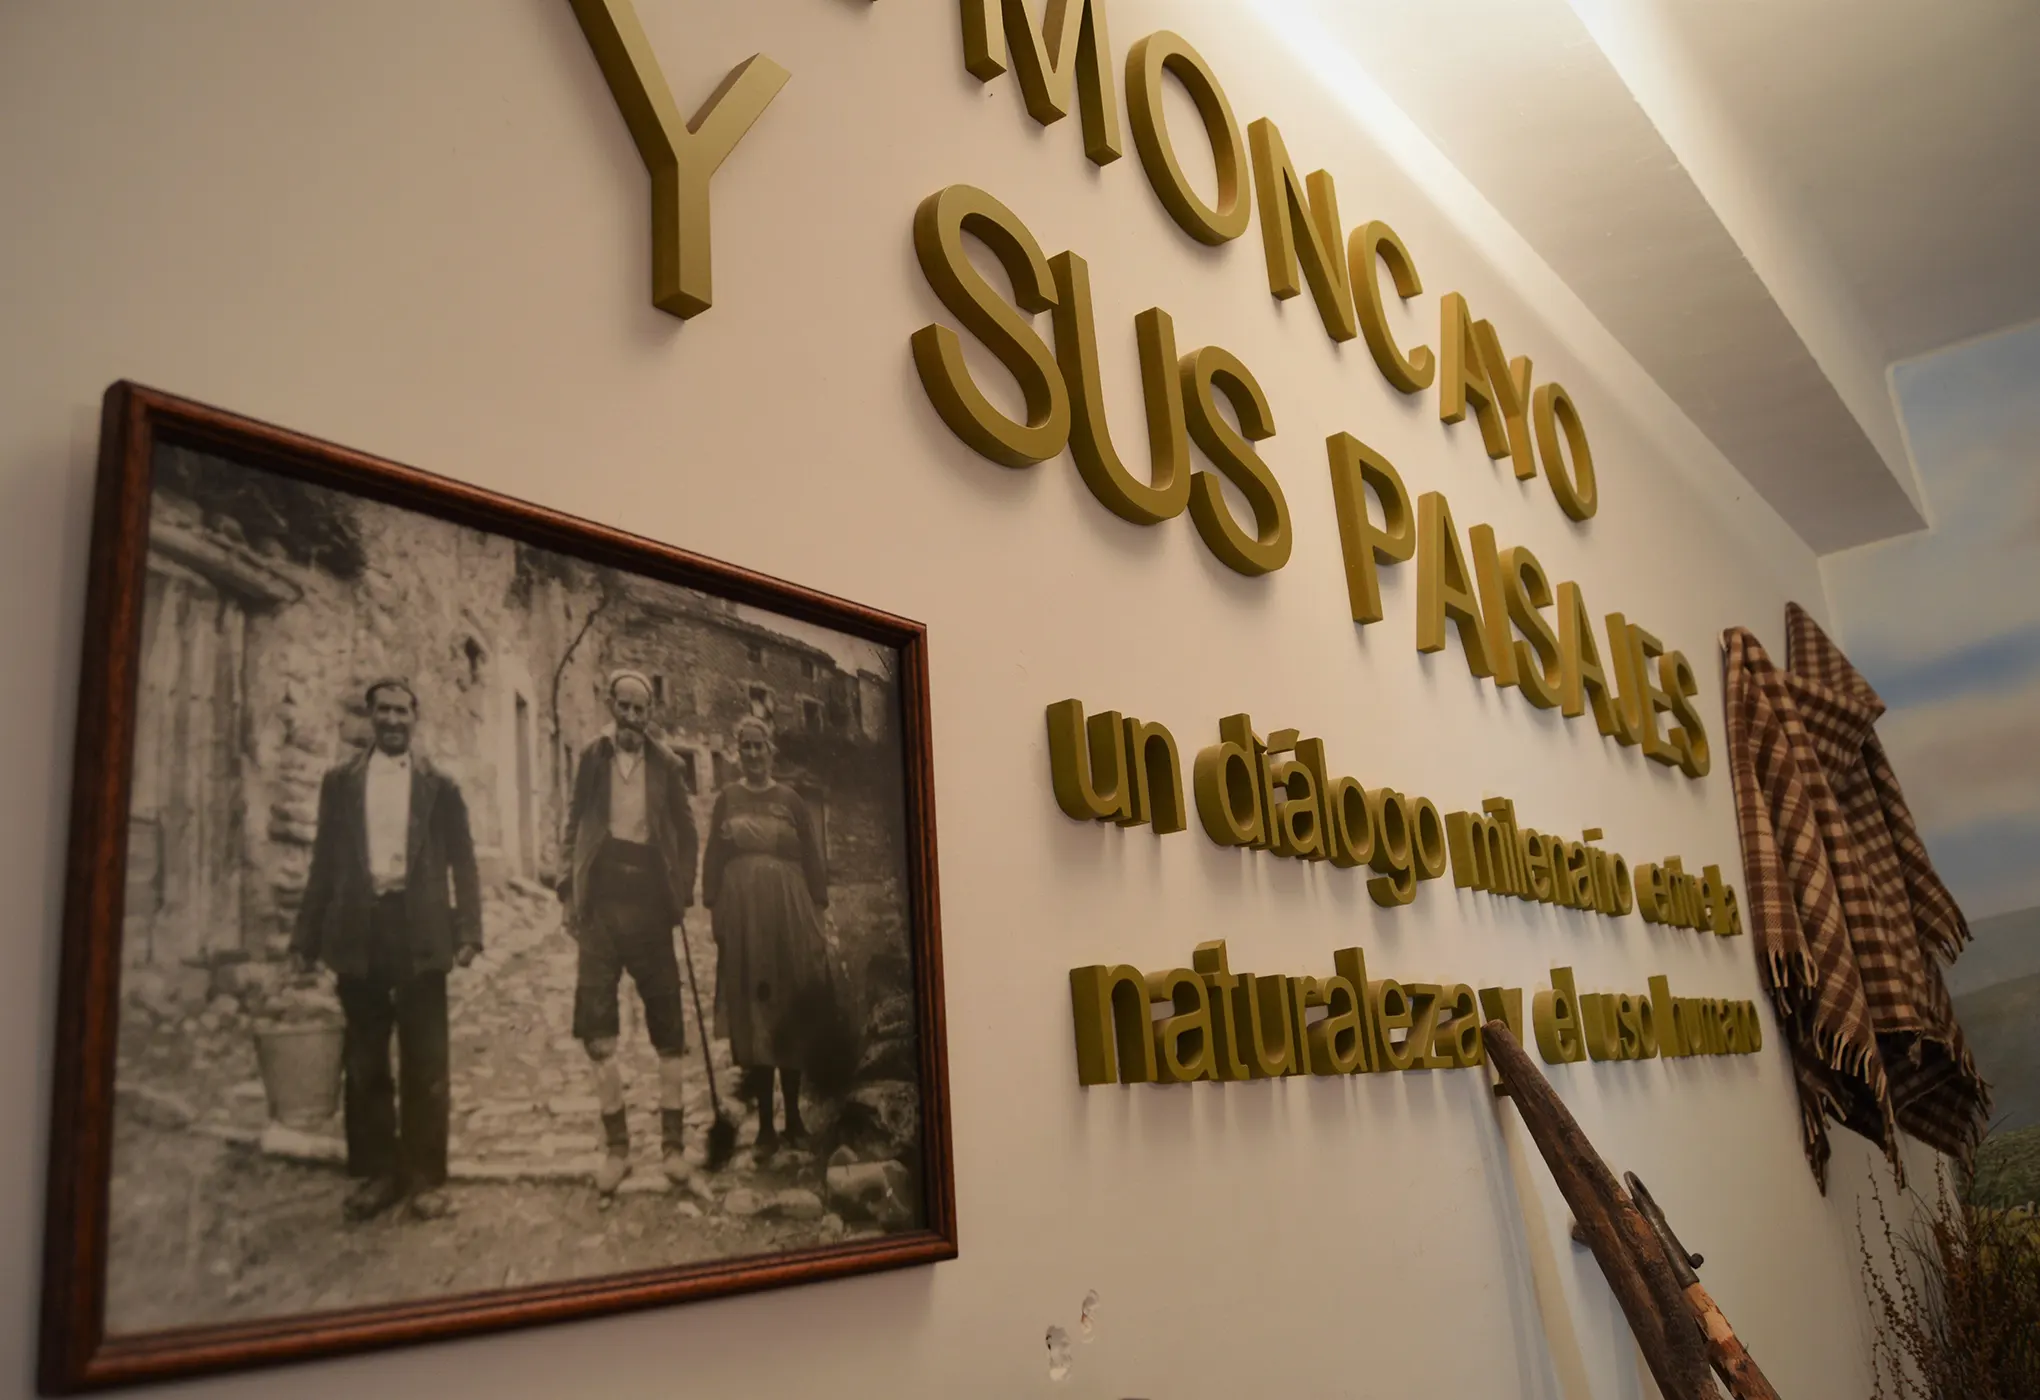 Y
MONCAYO
SUS PAISAJES
un diálogo milenario entre la
naturaleza y el uso humano